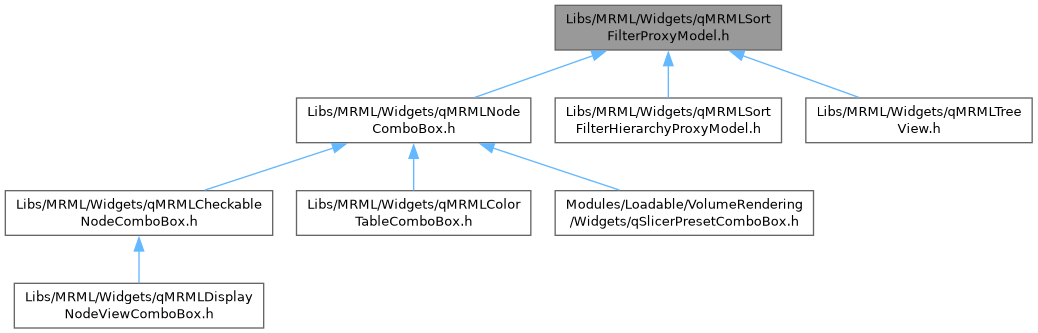 Libs/MRML/Widgets/qMRMLSort
FilterProxyModel.h
Libs/MRML/Widgets/qMRMLNode
ComboBox.h
Libs/MRML/Widgets/qMRMLSort
FilterHierarchyProxyModel.h
Libs/MRML/Widgets/qMRMLTree
View.h
Libs/MRML/Widgets/qMRMLCheckable
NodeComboBox.h
Libs/MRML/Widgets/qMRMLColor
TableComboBox.h
Modules/Loadable/VolumeRendering
/Widgets/qSlicerPresetComboBox.h
Libs/MRML/Widgets/qMRMLDisplay
NodeViewComboBox.h